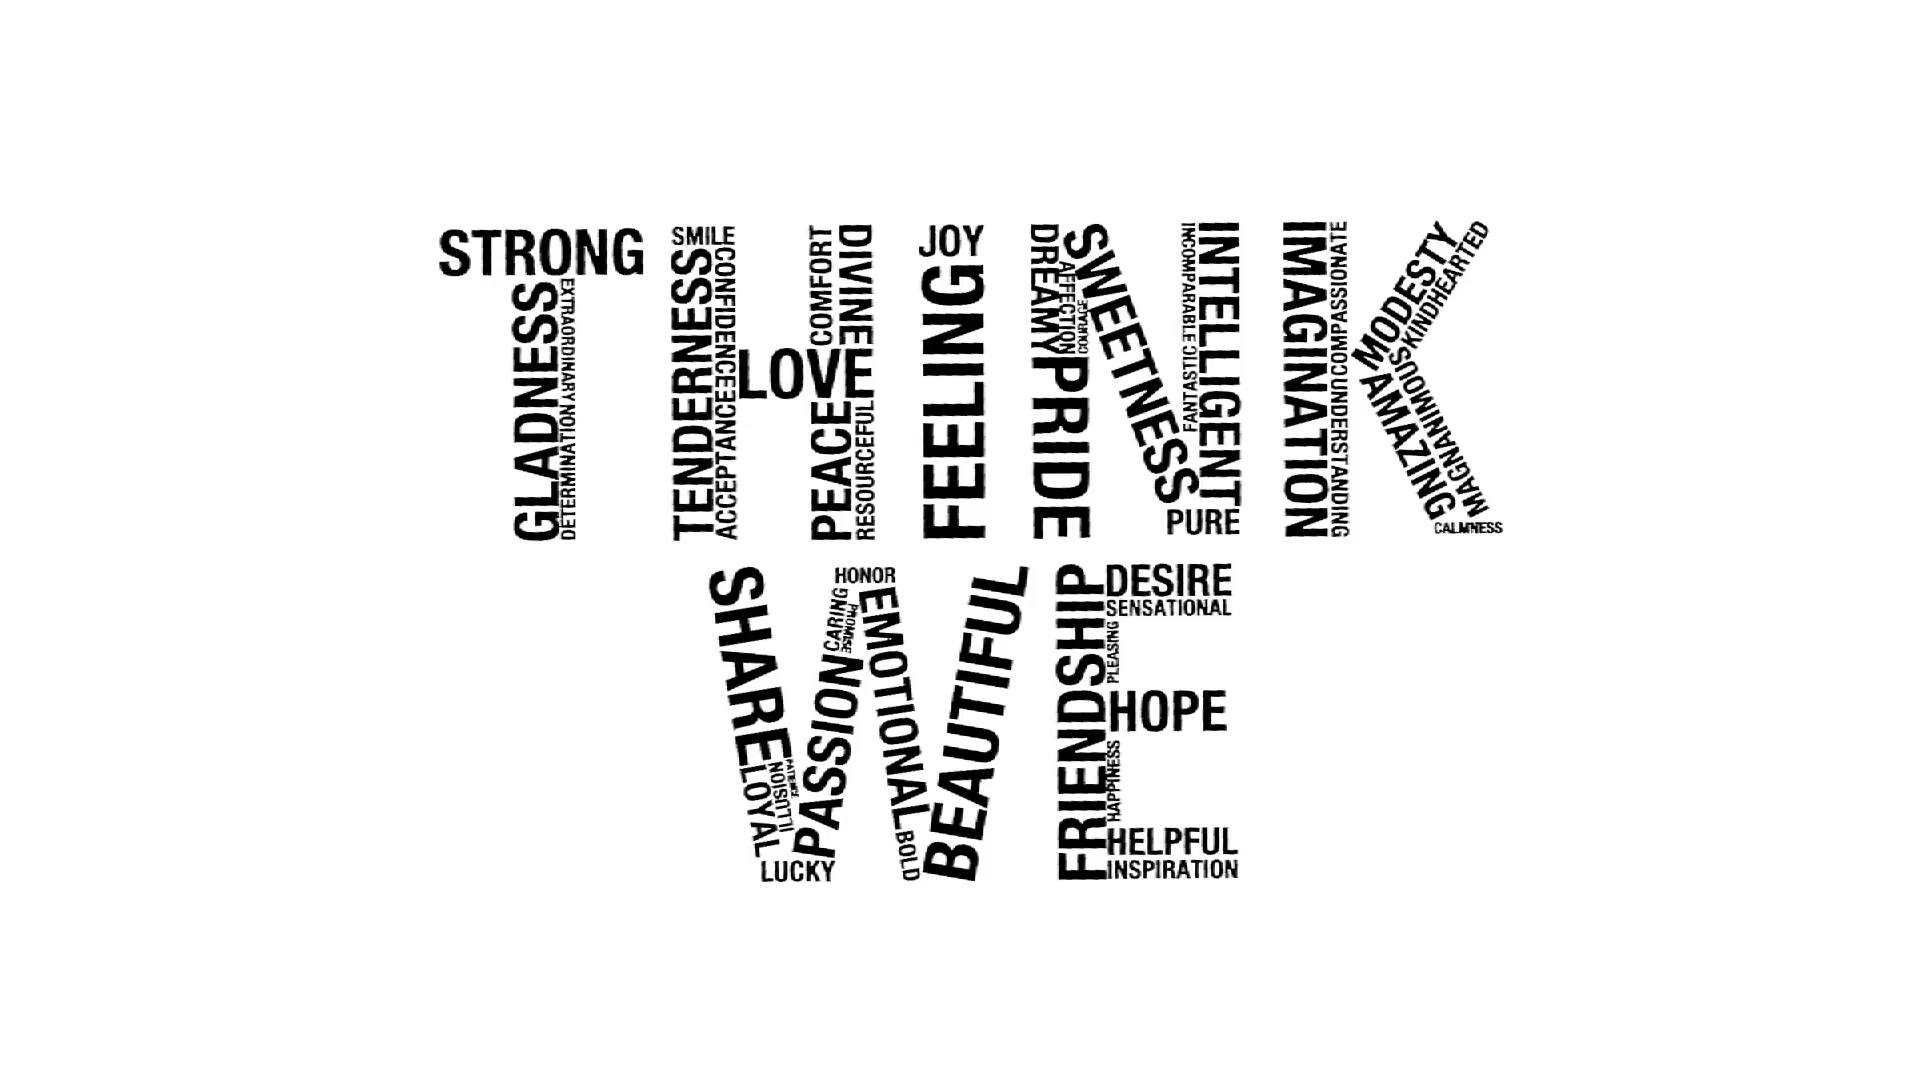 STRONG
GLADNESS
EXTRAORDINARY
DETERMINATION
SMILE
TENDERNESS
CONFIDENCE
ACCEPTANCE
LOVE
COMFORT
DIVINE
PEACE
RESOURCEFUL
JOY
FEELING
DREAMY
AFFECTION
COURAGE
PRIDE
SWEETNESS
INCOMPARABLE
FANTASTIC
INTELLIGENT
PURE
IMAGINATION
COMPASSIONATE
UNDERSTANDING
MODESTY
KINDHEARTED
AMAZING
MAGNANIMOUS
CALMNESS
SHARE
LOYAL
ILLUSION
LUCKY
HONOR
CARING
PROMISE
PASSION
EMOTIONAL
BOLD
BEAUTIFUL
FRIENDSHIP
DESIRE
SENSATIONAL
PLEASING
HOPE
HAPPINESS
HELPFUL
INSPIRATION